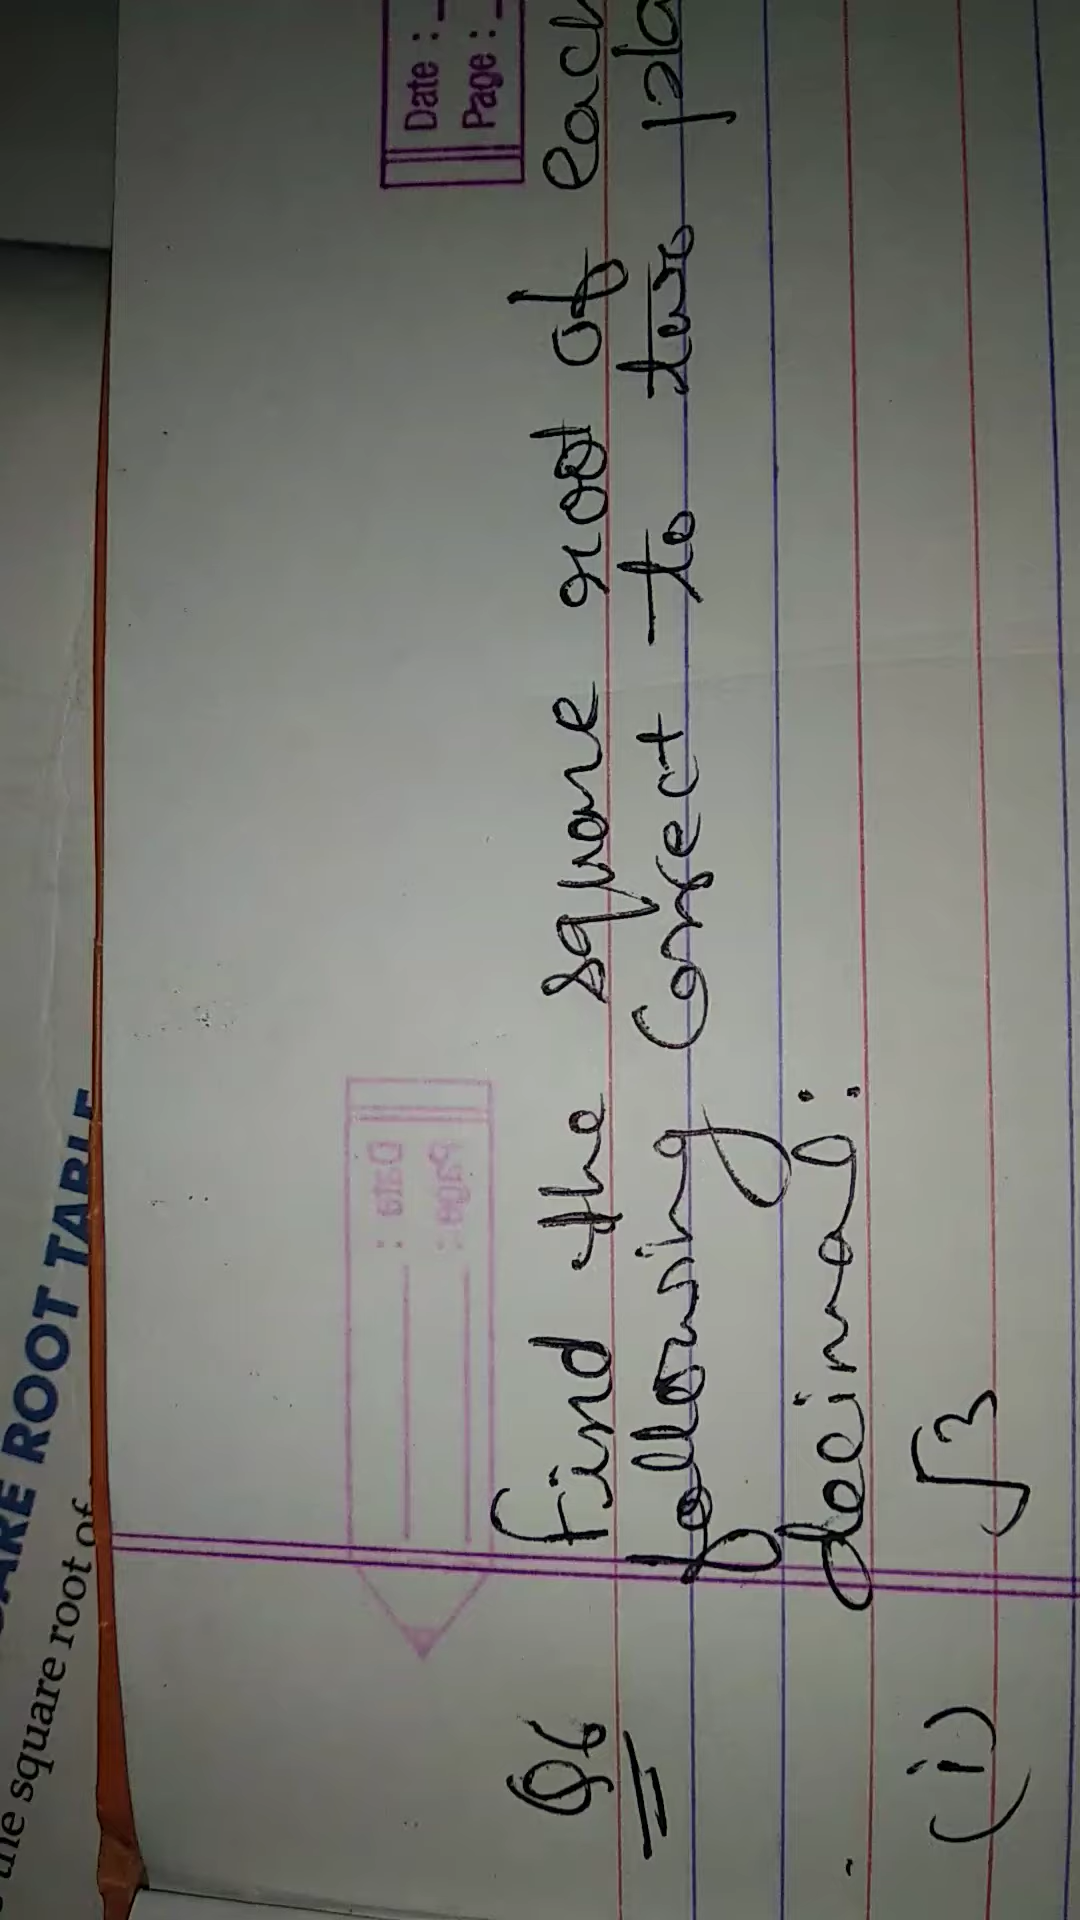 ARE ROOT TABLE
the square root of
Date :
Page :
Q6 Find the square root of each
following correct to two pla
decimal :
(i) √3